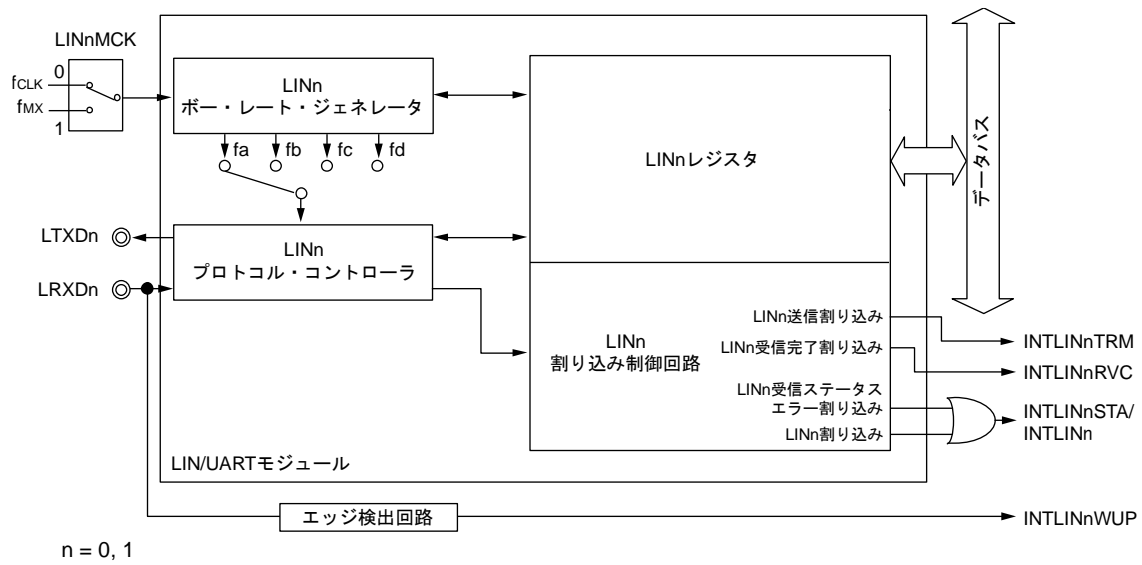 LINnMCK
0
fCLK
fMX
1
LINn
ボー・レート・ジェネレータ
fa
fb
fc
fd
LINnレジスタ
データバス
LTXDn
LRXDn
LINn
プロトコル・コントローラ
LINn
割り込み制御回路
LINn送信割り込み
LINn受信完了割り込み
LINn受信ステータス
エラー割り込み
LINn割り込み
INTLINnTRM
INTLINnRVC
INTLINnSTA/
INTLINn
LIN/UARTモジュール
エッジ検出回路
INTLINnWUP
n = 0, 1